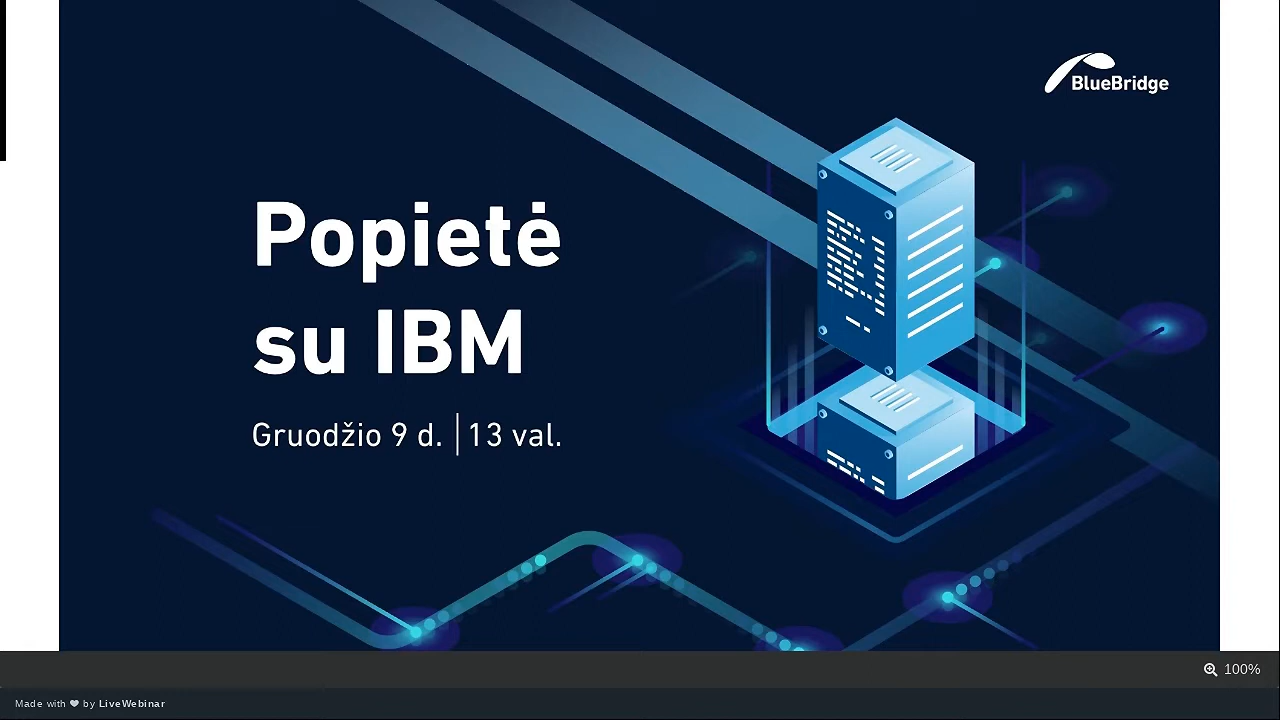 BlueBridge
Popietė
su IBM
Gruodžio 9 d. | 13 val.
100%
Made with ❤ by LiveWebinar